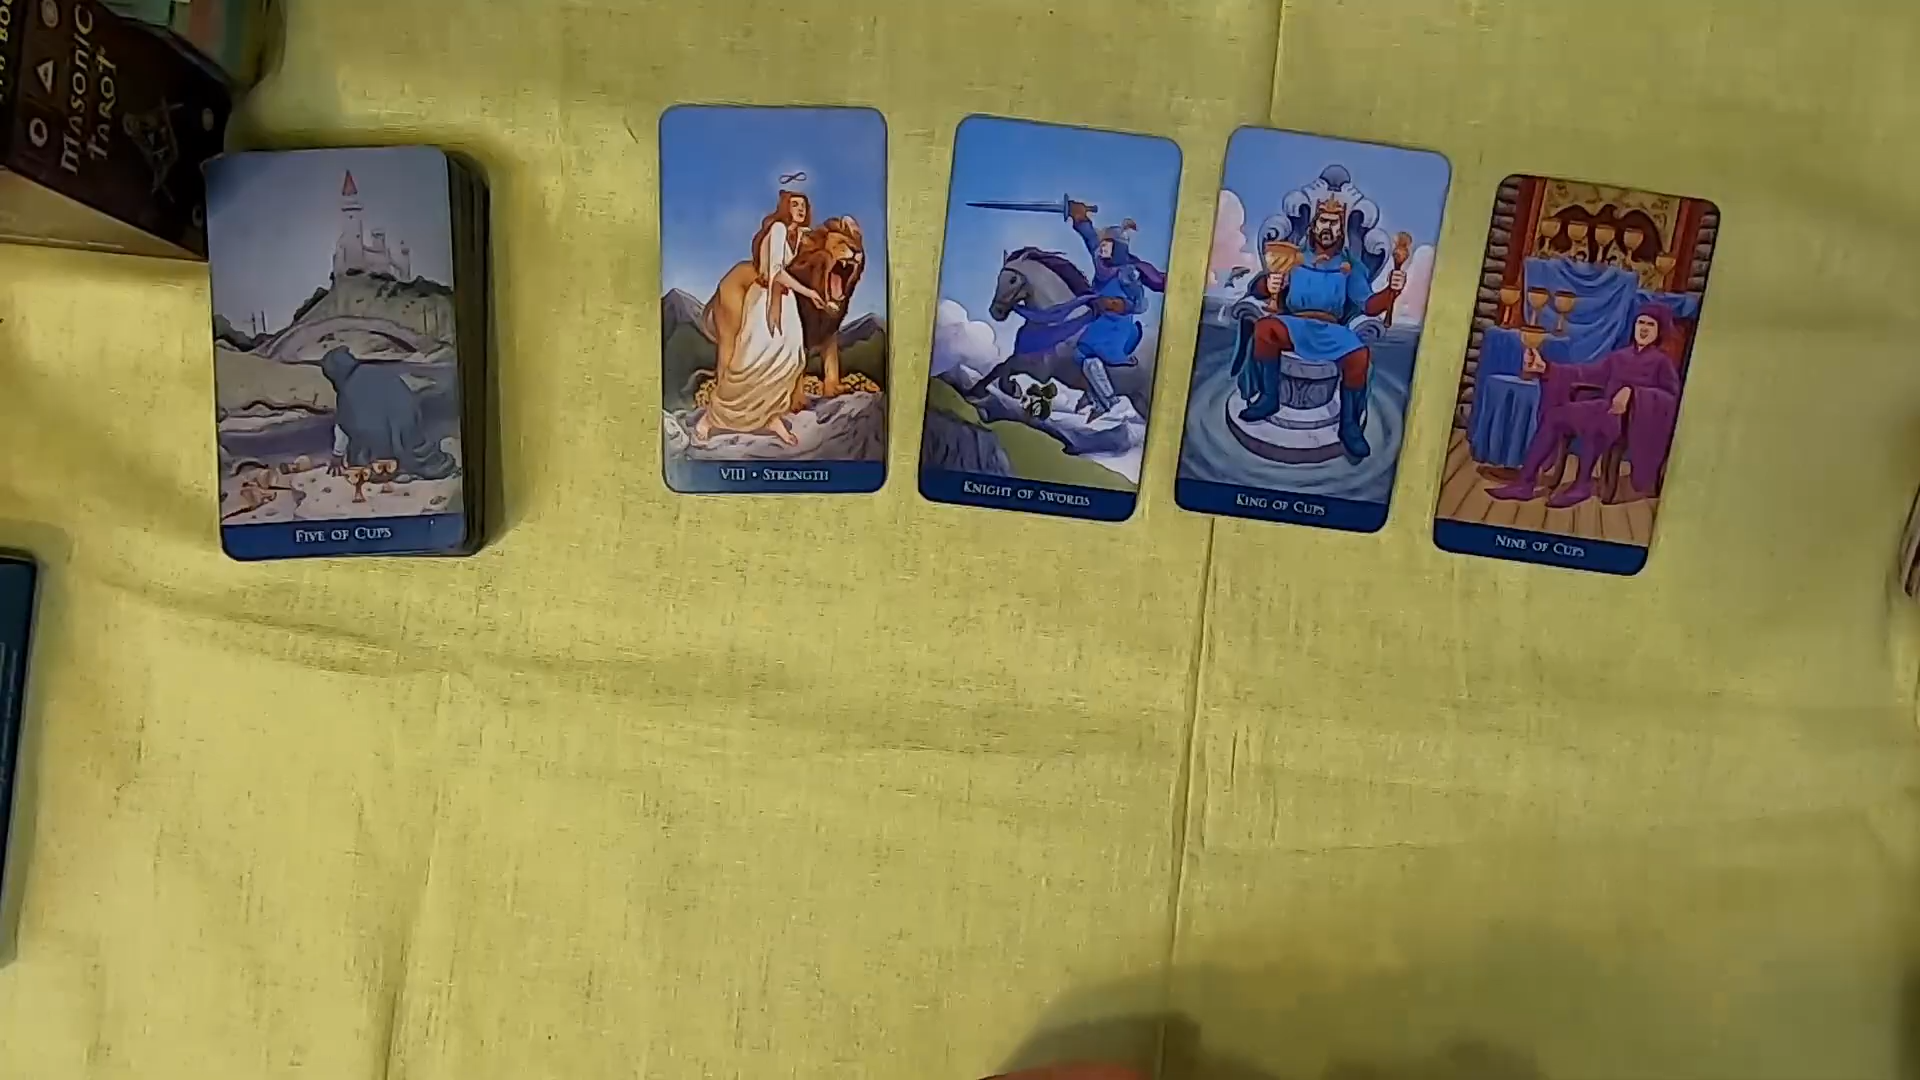 MASONIC
TAROT
FIVE OF CUPS
VIII • STRENGTH
KNIGHT OF SWORDS
KING OF CUPS
NINE OF CUPS